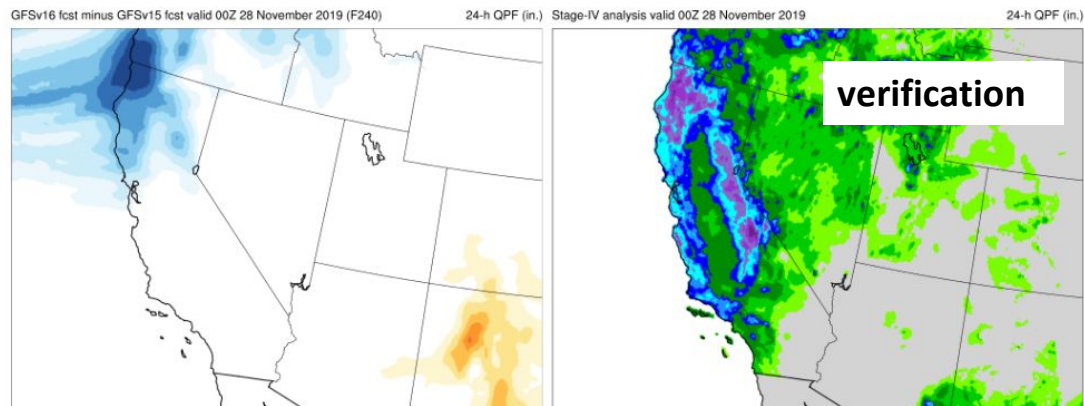 GFSv16 fcst minus GFSv15 fcst valid 00Z 28 November 2019 (F240)
24-h QPF (in.)
Stage-IV analysis valid 00Z 28 November 2019
24-h QPF (in.)
verification